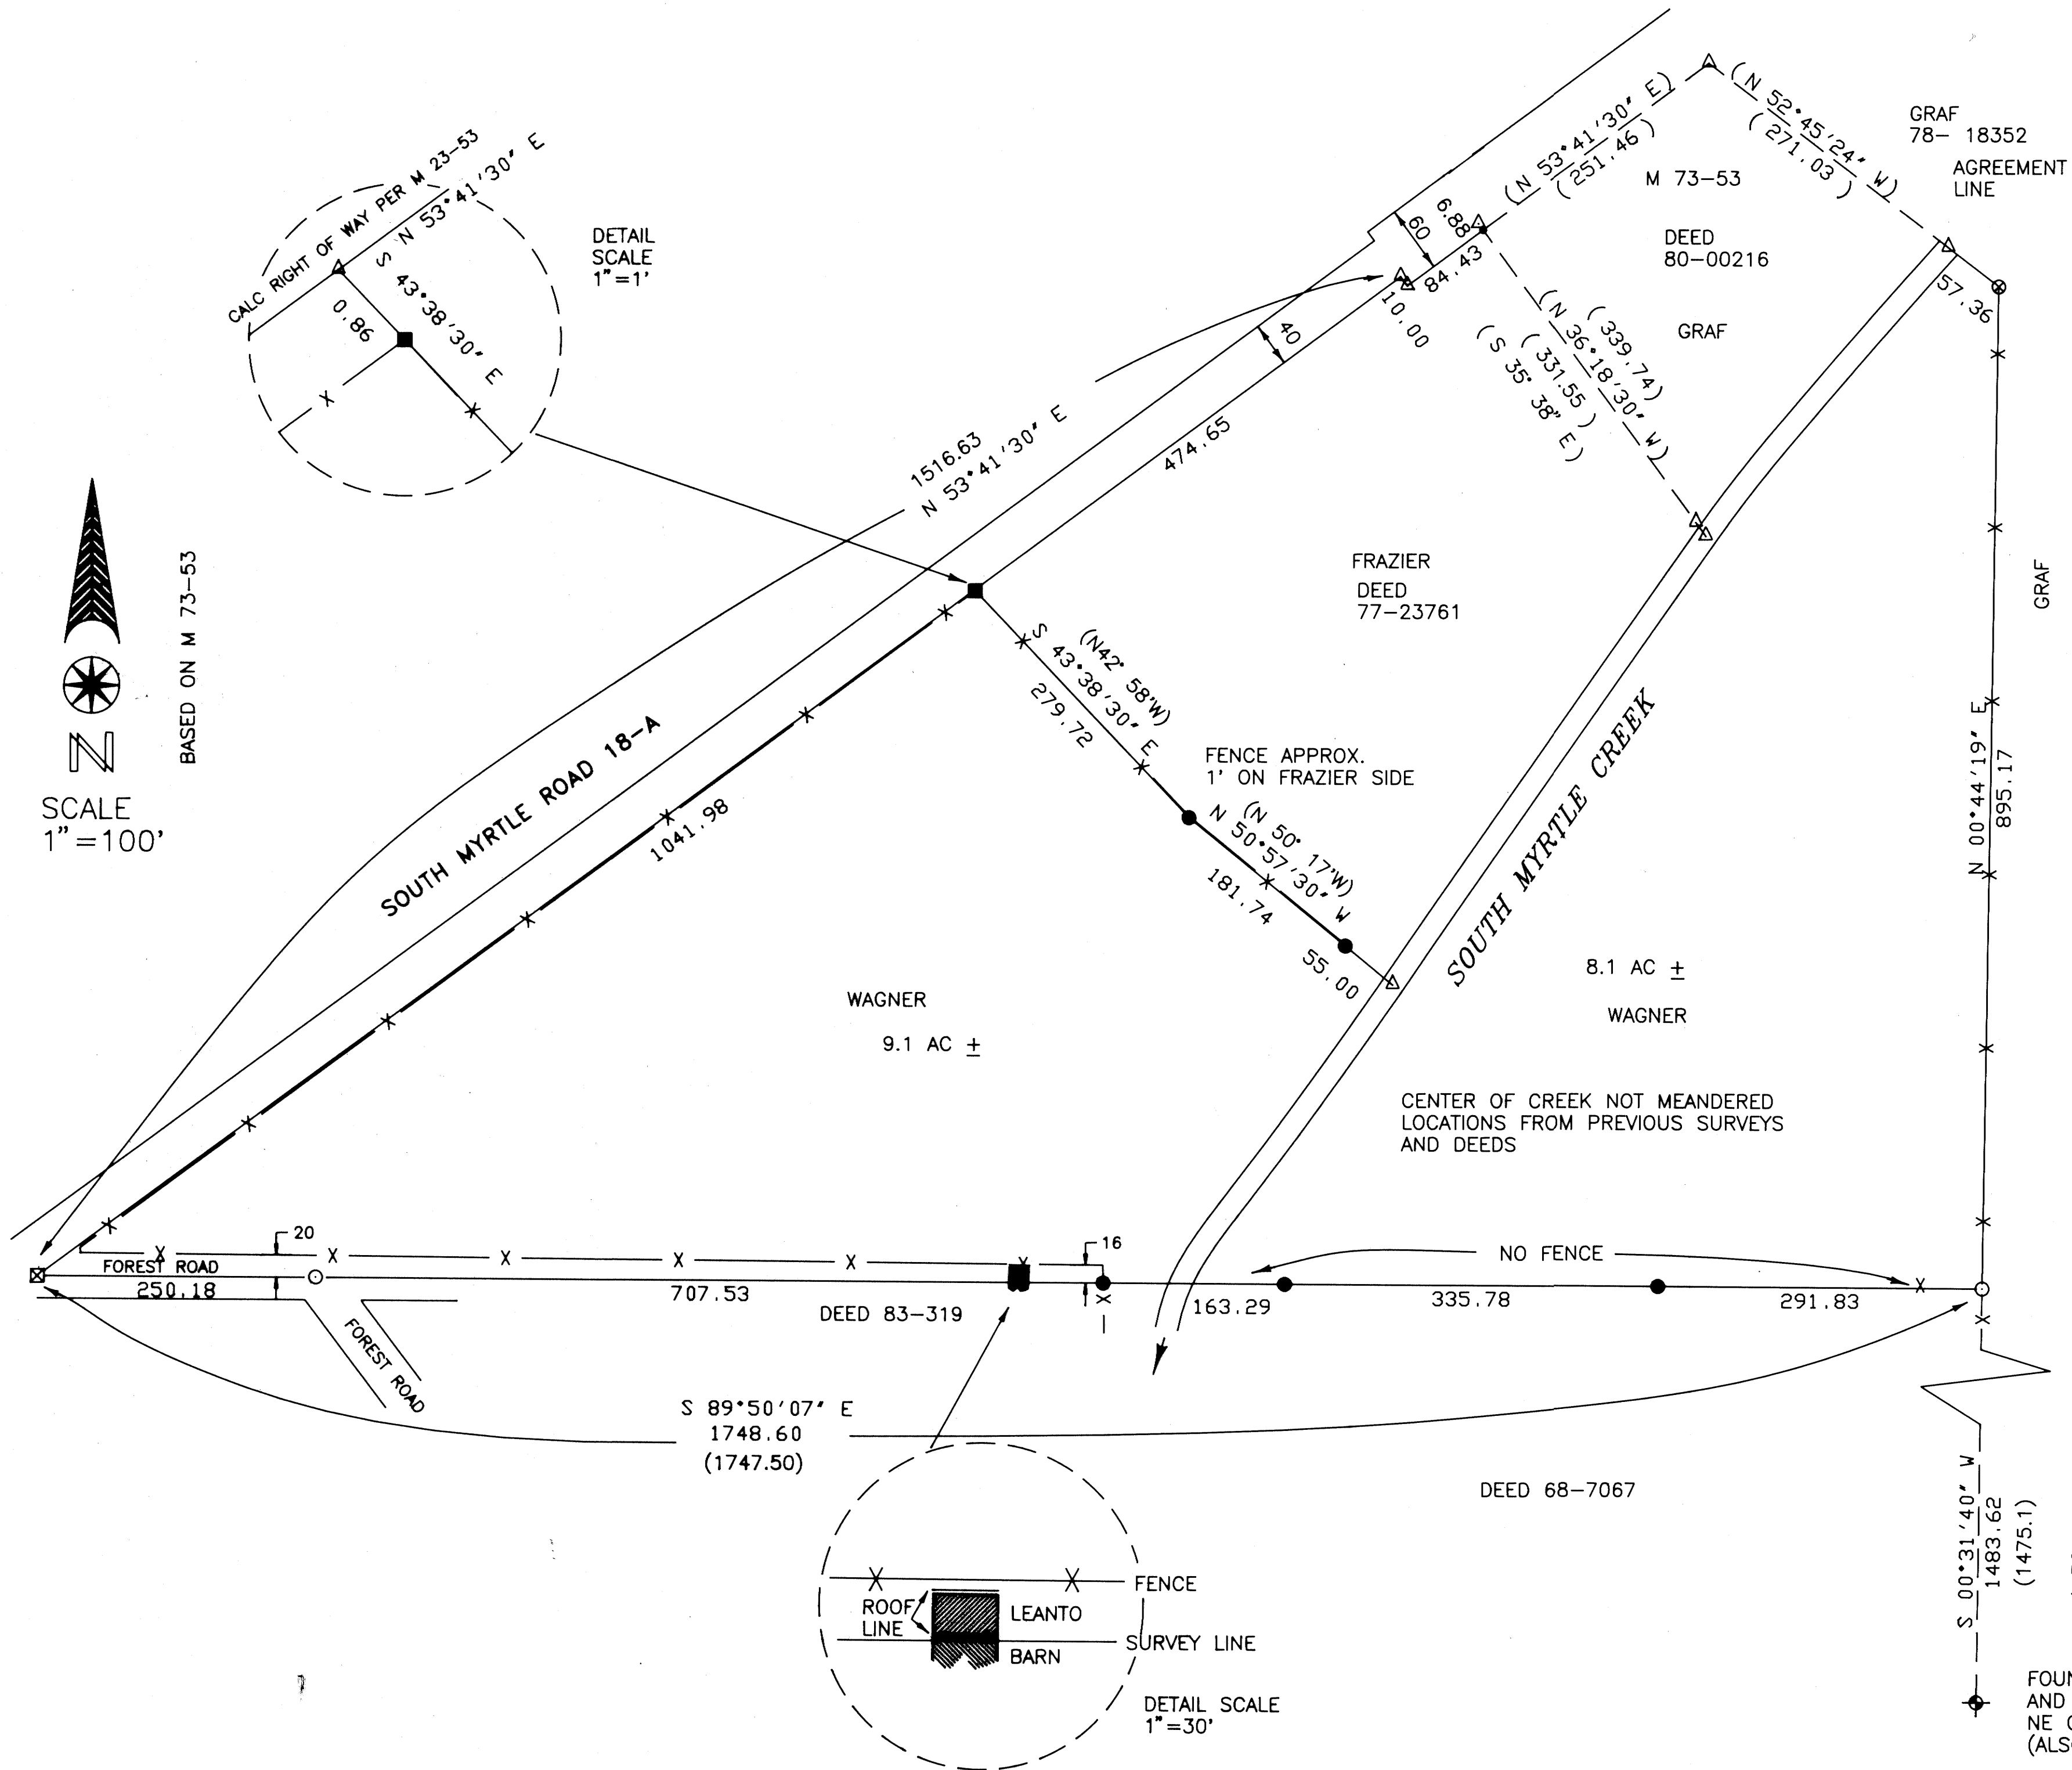 CALC RIGHT OF WAY PER M 23-53
N 53°41'30" E
S 43°38'30" E
0.86
X
DETAIL
SCALE
1"=1'
(N 53°41'30" E)
(251.46)
(N 52°45'24" W)
(271.03)
GRAF
78- 18352
AGREEMENT
LINE
M 73-53
DEED
80-00216
GRAF
6.88
60
84.43
10.00
40
57.36
(339.74)
(N 36°18'30" W)
(331.55)
(S 35° 38" E)
1516.63
N 53°41'30" E
474.65
BASED ON M 73-53
N
SCALE
1"=100'
FRAZIER
DEED
77-23761
GRAF
(N42° 58'W)
S 43°38'30" E
279.72
SOUTH MYRTLE ROAD 18-A
1041.98
FENCE APPROX.
1' ON FRAZIER SIDE
(N 50° 17'W)
N 50°57'30" W
181.74
55.00
SOUTH MYRTLE CREEK
N 00°44'19" E
895.17
8.1 AC ±
WAGNER
WAGNER
9.1 AC ±
CENTER OF CREEK NOT MEANDERED
LOCATIONS FROM PREVIOUS SURVEYS
AND DEEDS
20
16
X X X X X X
NO FENCE
X
FOREST ROAD
250.18
707.53
163.29
335.78
291.83
DEED 83-319
X
X
FOREST ROAD
S 89°50'07" E
1748.60
(1747.50)
DEED 68-7067
S 00°31'40" W
1483.62
(1475.1)
X X
FENCE
ROOF
LINE
LEANTO
SURVEY LINE
BARN
DETAIL SCALE
1"=30'
FOUN
AND
NE
(ALS